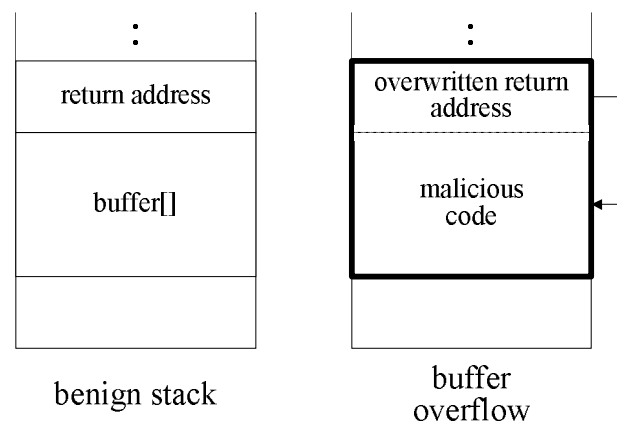 return address
buffer[]
benign stack
overwritten return
address
malicious
code
buffer
overflow